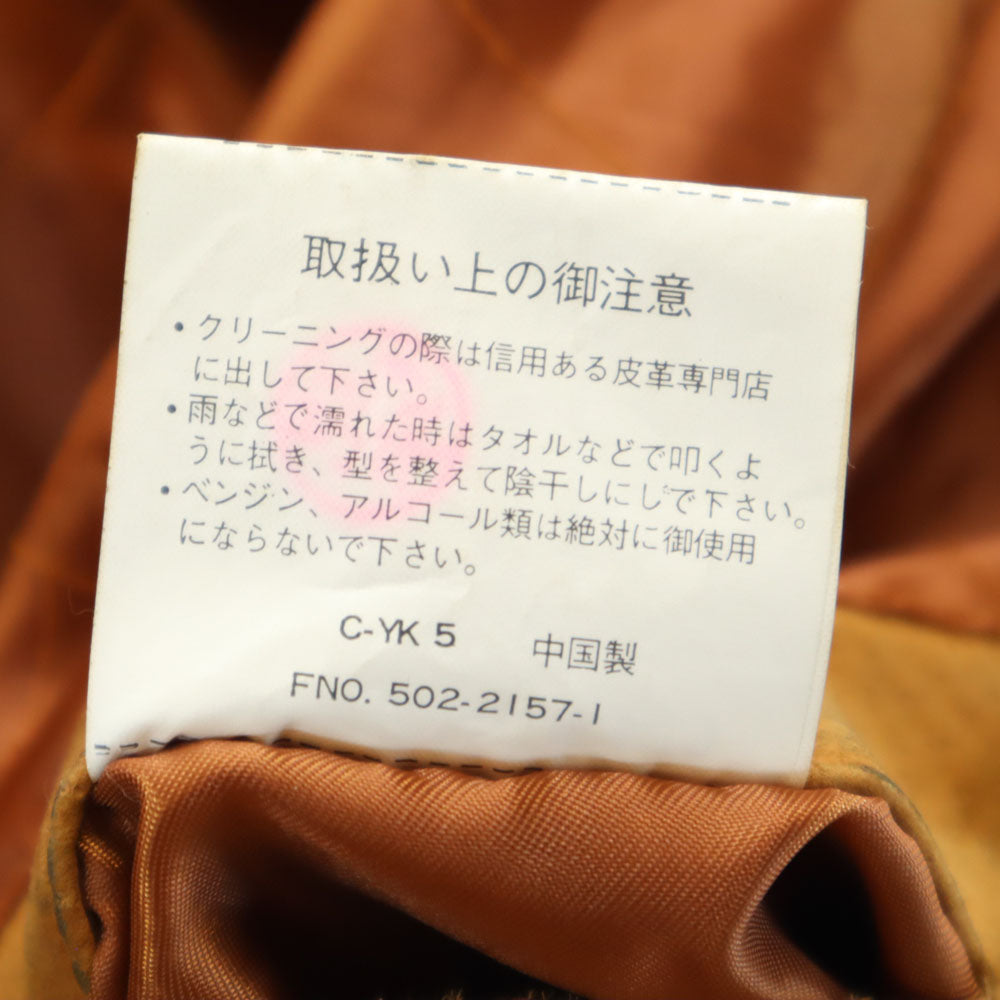 取扱い上の御注意
• クリーニングの際は信用ある皮革専門店
に出して下さい。
• 雨などで濡れた時はタオルなどで叩くよ
うに拭き、型を整えて陰干しにしで下さい。
• ベンジン、アルコール類は絶対に御使用
にならないで下さい。
C-YK 5 中国製
FNO. 502-2157-1